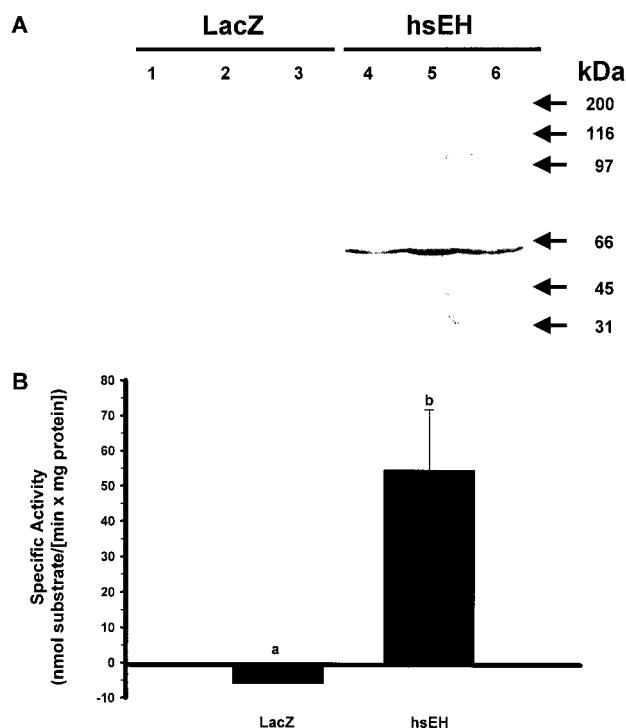 A
LacZ hsEH
1 2 3 4 5 6 kDa
200
116
97
66
45
31
B
Specific Activity
(nmol substrate/[min x mg protein])
80
70
60
50
40
30
20
10
0
-10
a
b
LacZ hsEH